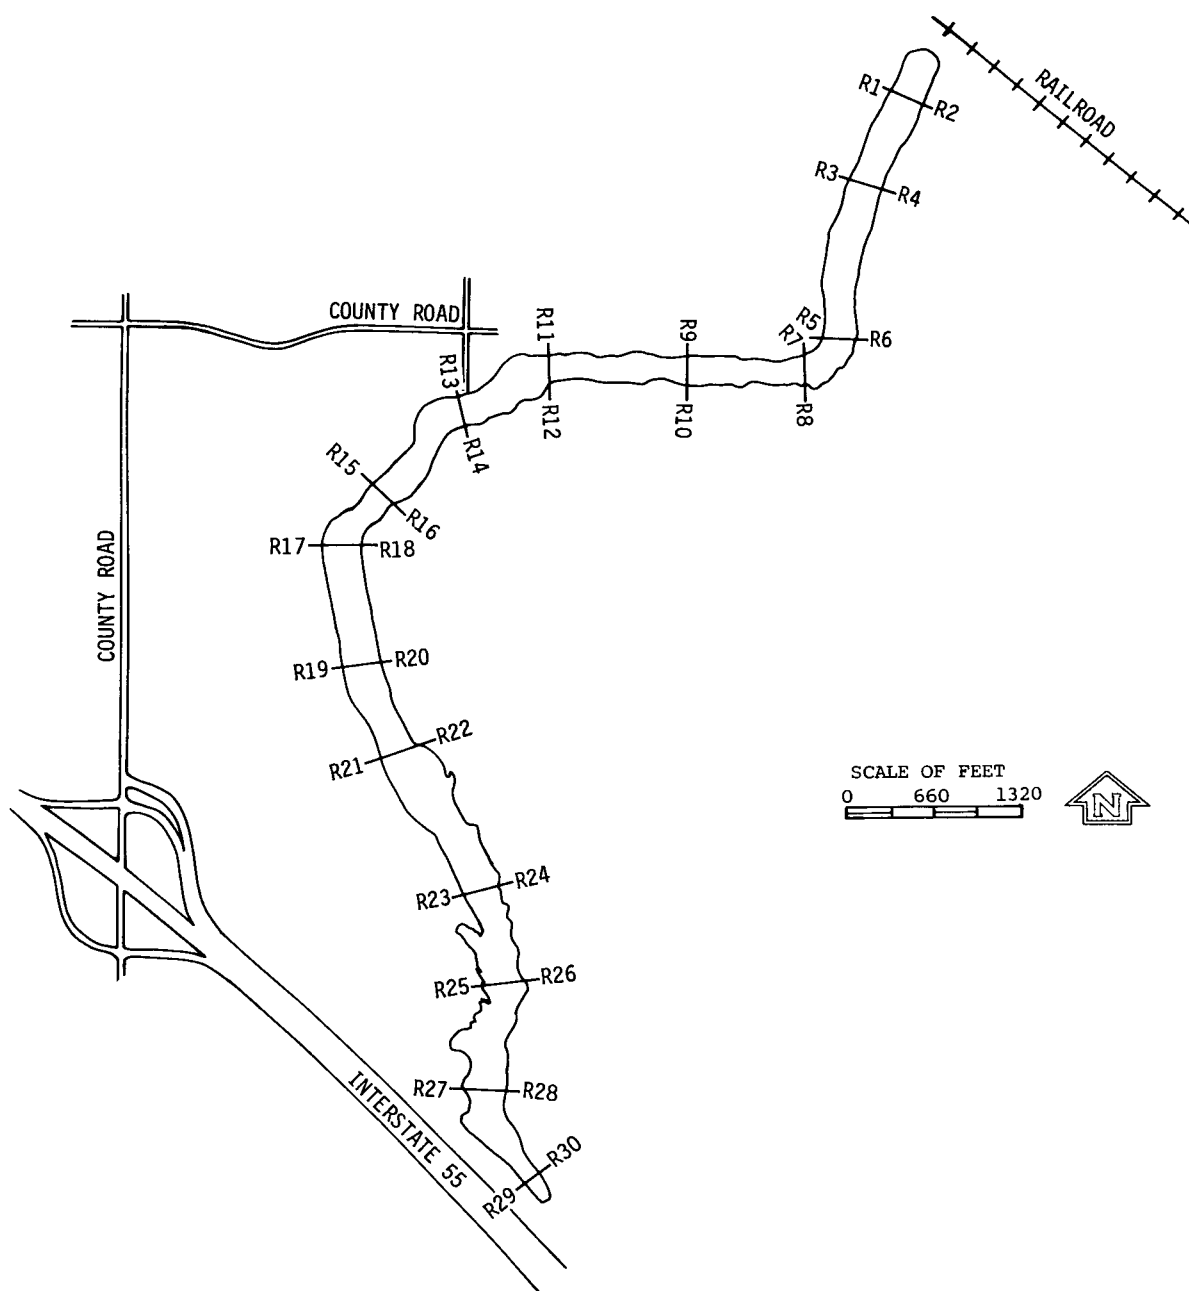 RAILROAD
R1
R2
R3
R4
COUNTY ROAD
R11
R9
R5
R7
R6
R13
R12
R10
R8
R14
R15
R16
R17
R18
COUNTY ROAD
R19
R20
R21
R22
SCALE OF FEET
0 660 1320
N
R23
R24
R25
R26
R27
R28
INTERSTATE 55
R30
R29